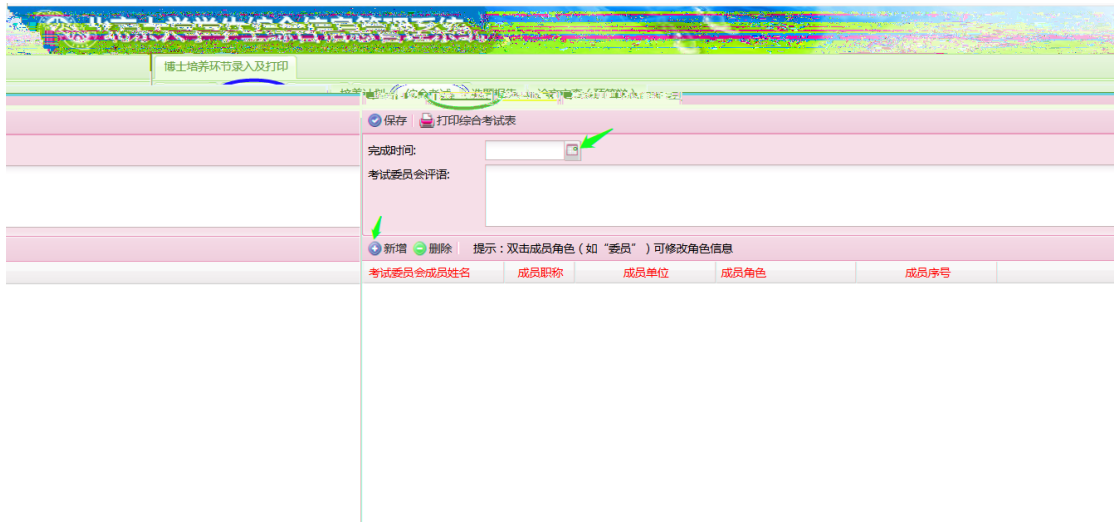 博士培养环节录入及打印
保存 打印综合考试表
完成时间:
考试委员会评语:
新增 删除 提示：双击成员角色（如“委员”）可修改角色信息
考试委员会成员姓名 成员职称 成员单位 成员角色 成员序号